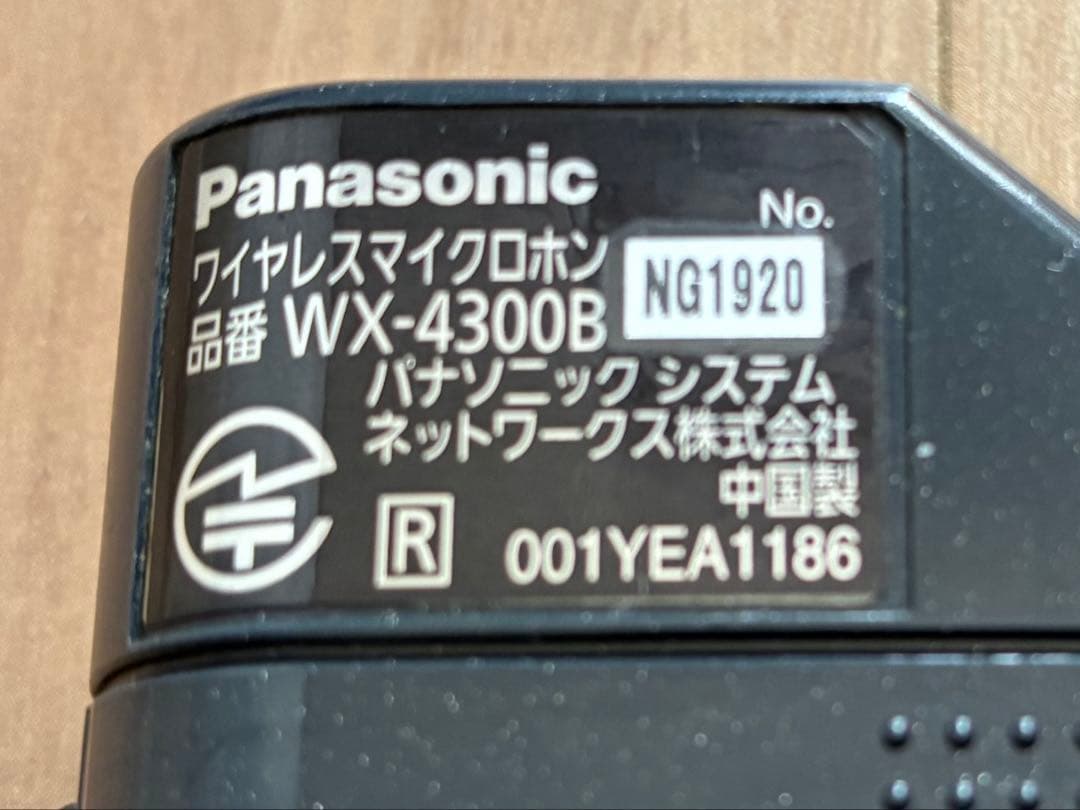 Panasonic
No.
ワイヤレスマイクロホン
NG1920
品番 WX-4300B
パナソニック システム
ネットワークス株式会社
中国製
R 001YEA1186